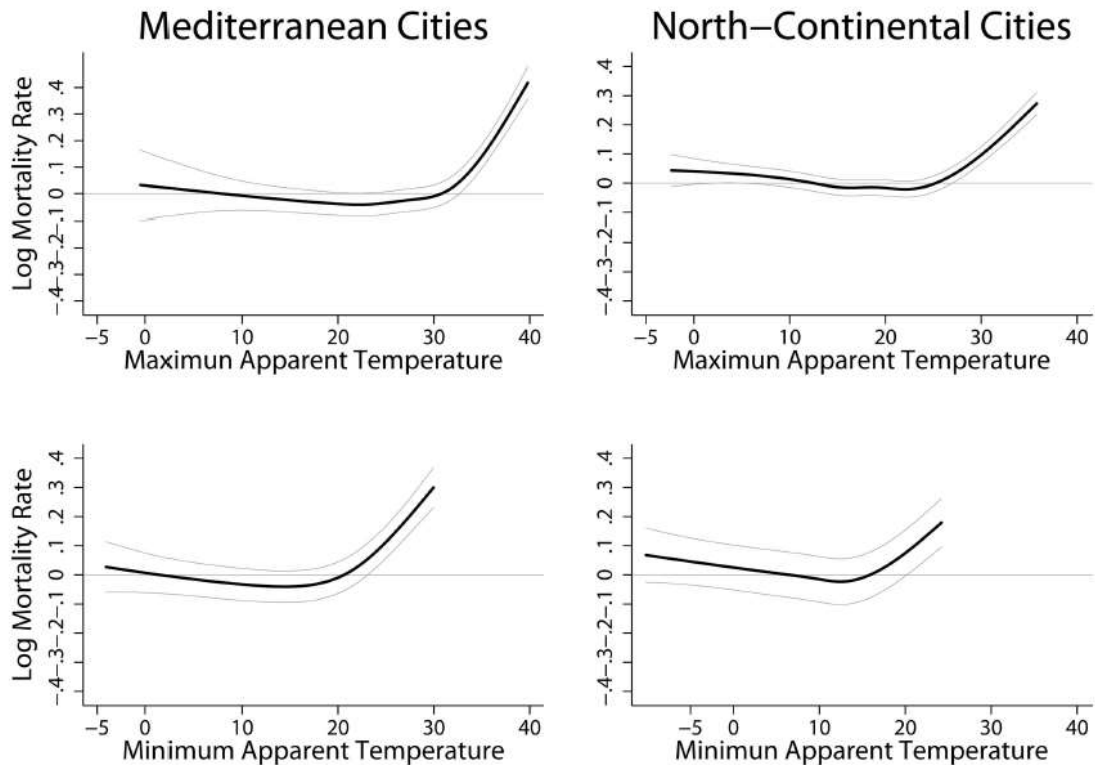 Mediterranean Cities North−Continental Cities
Log Mortality Rate
.4
.3
.2
.1
0
−.4−.3−.2−.1
.4
.3
.2
.1
0
−.4−.3−.2−.1
−5 0 10 20 30 40
−5 0 10 20 30 40
Maximun Apparent Temperature
Maximun Apparent Temperature
Log Mortality Rate
.4
.3
.2
.1
0
−.4−.3−.2−.1
.4
.3
.2
.1
0
−.4−.3−.2−.1
−5 0 10 20 30 40
−5 0 10 20 30 40
Minimum Apparent Temperature
Minimun Apparent Temperature